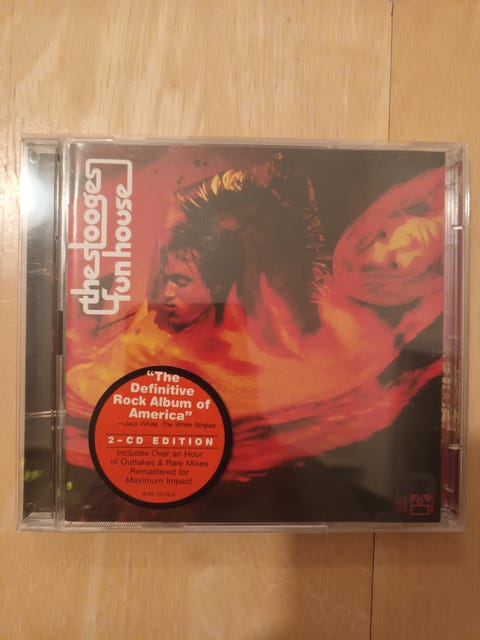 the stooges
fun house
"The
Definitive
Rock Album of
America"
—Jack White, The White Stripes
2-CD EDITION
Includes Over an Hour
of Outtakes & Rare Mixes
Remastered for
Maximum Impact